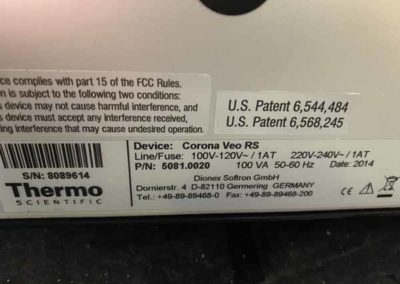 ce complies with part 15 of the FCC Rules.
on is subject to the following two conditions:
s device may not cause harmful interference, and
s device must accept any interference received,
ing interference that may cause undesired operation.
U.S. Patent 6,544,484
U.S. Patent 6,568,245
Device: Corona Veo RS
Line/Fuse: 100V-120V~ / 1AT 220V-240V~ / 1AT
P/N: 5081.0020 100 VA 50-60 Hz Date: 2014
S/N: 8089614
Thermo
SCIENTIFIC
Dionex Softron GmbH
Dornierstr. 4 D-82110 Germering GERMANY
Tel.: +49-89-89468-0 Fax: +49-89-89468-200
CE